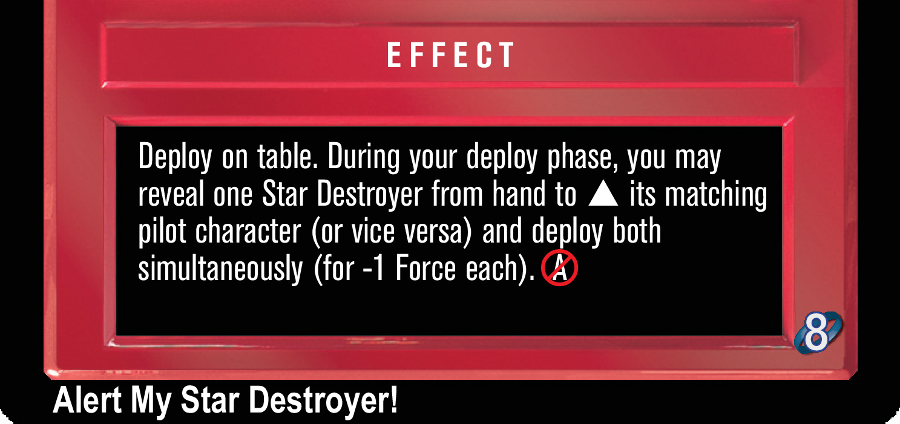 EFFECT
Deploy on table. During your deploy phase, you may
reveal one Star Destroyer from hand to ▲ its matching
pilot character (or vice versa) and deploy both
simultaneously (for -1 Force each). A
8
Alert My Star Destroyer!